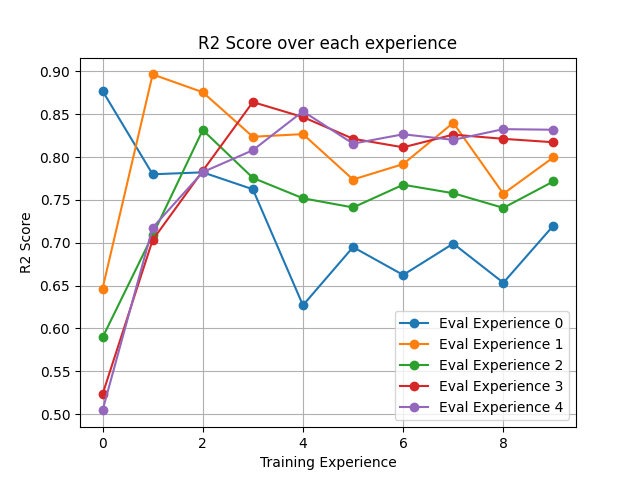 R2 Score over each experience
0.90
0.85
0.80
0.75
0.70
0.65
0.60
0.55
0.50
R2 Score
0 2 4 6 8
Training Experience
Eval Experience 0
Eval Experience 1
Eval Experience 2
Eval Experience 3
Eval Experience 4